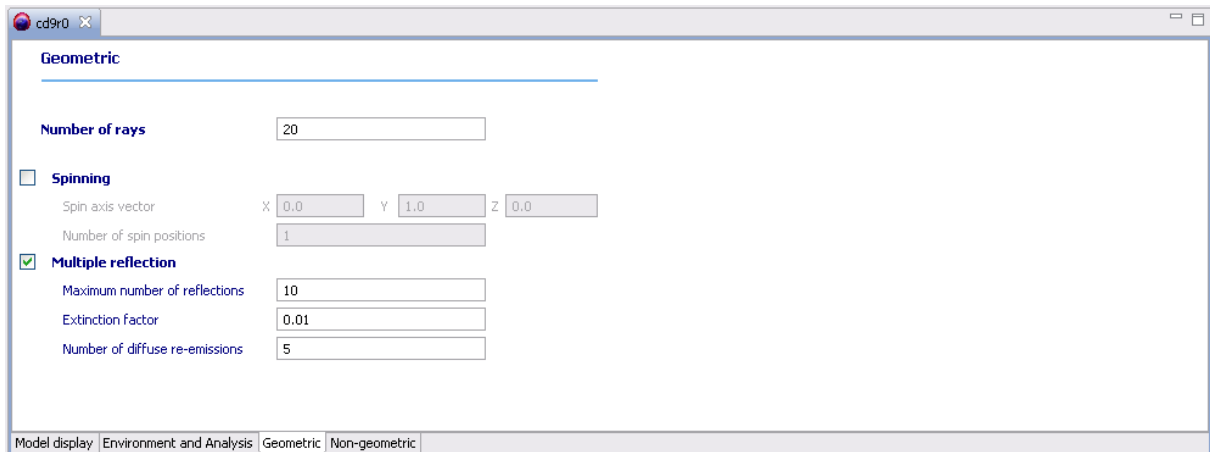 cd9r0
Geometric
Number of rays 20
Spinning
Spin axis vector X 0.0 Y 1.0 Z 0.0
Number of spin positions 1
Multiple reflection
Maximum number of reflections 10
Extinction factor 0.01
Number of diffuse re-emissions 5
Model display Environment and Analysis Geometric Non-geometric